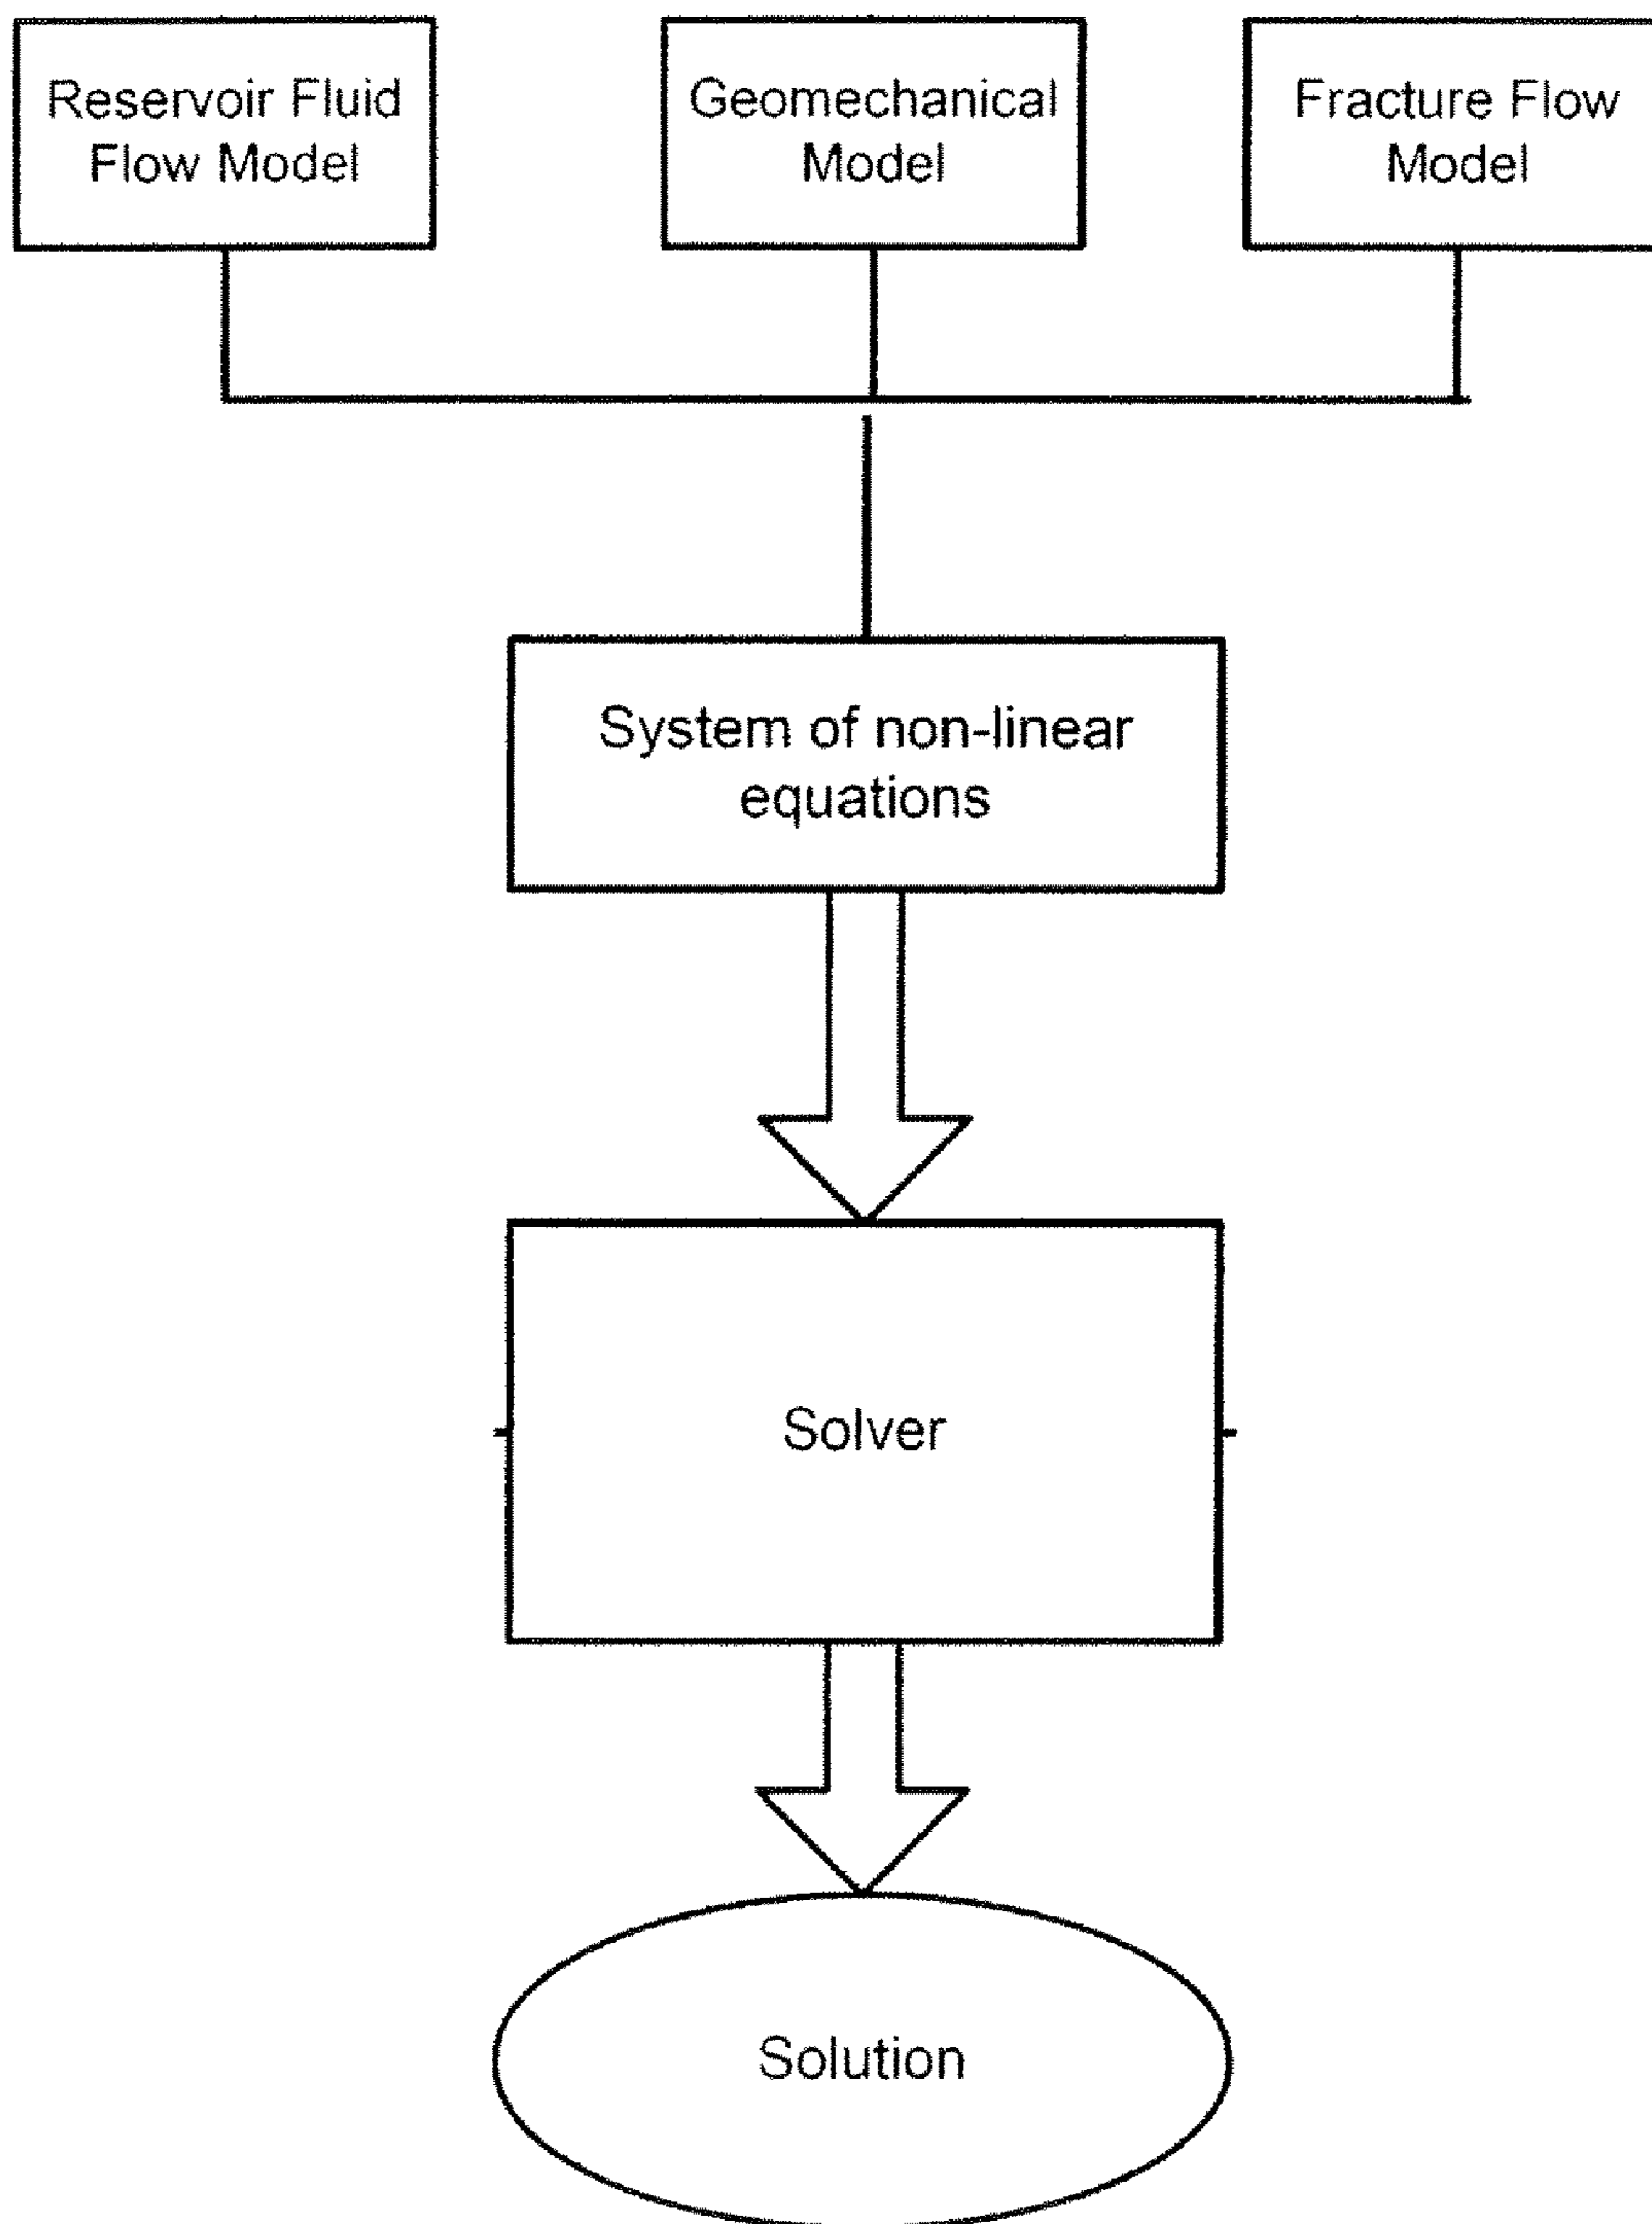 Reservoir Fluid
Flow Model
Geomechanical
Model
Fracture Flow
Model
System of non-linear
equations
Solver
Solution